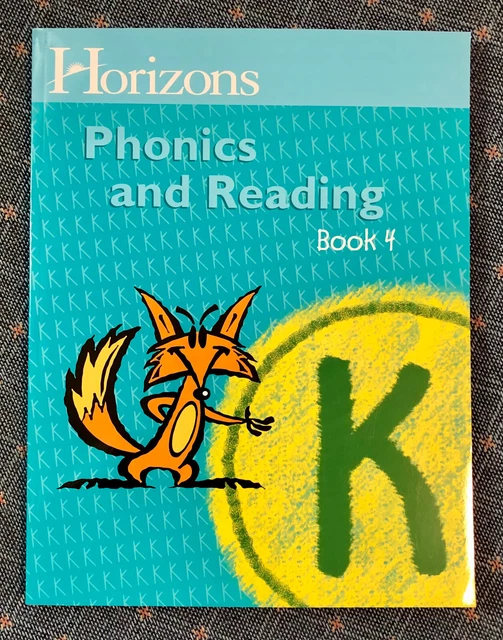 Horizons
Phonics
and Reading
Book 4
K